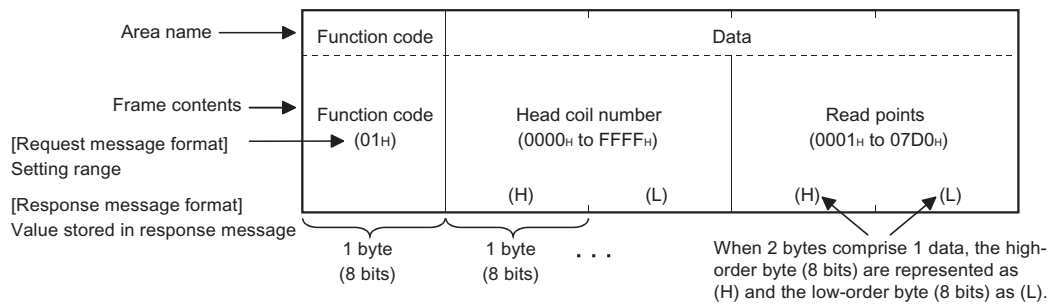 Area name
Function code
Data
Frame contents
Function code
Head coil number
Read points
[Request message format]
(01H)
(0000H to FFFFH)
(0001H to 07D0H)
Setting range
(H)
(L)
(H)
(L)
[Response message format]
Value stored in response message
1 byte
(8 bits)
1 byte
(8 bits)
. . .
When 2 bytes comprise 1 data, the high-
order byte (8 bits) are represented as
(H) and the low-order byte (8 bits) as (L).